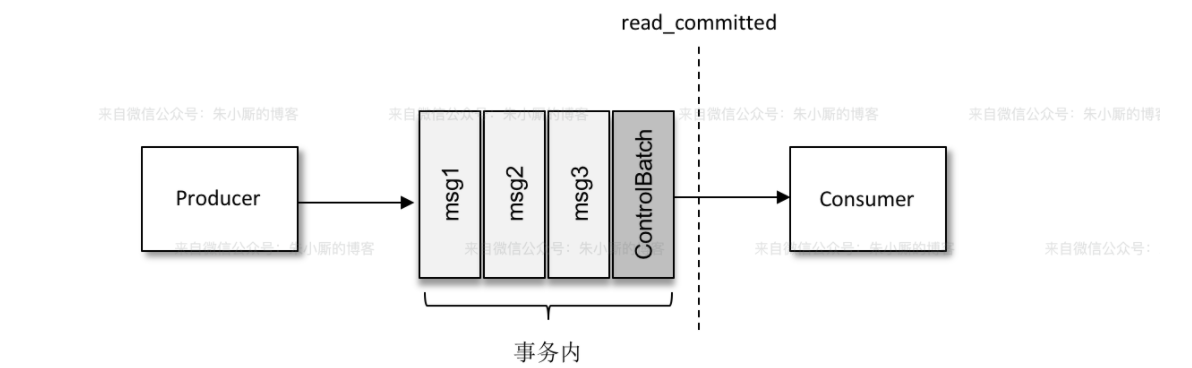 read_committed
来自微信公众号：朱小厮的博客 来自微信公众号：朱小厮的博客 来自微信公众号：朱小厮的博客 来自微信公众号：朱小厮的博
Producer
msg1
msg2
msg3
ControlBatch
Consumer
来自微信公众号：朱小厮的博客 来自微信公众号：朱小厮的博客 来自微信公众号：朱小厮的博客 来自微信公众号：
事务内